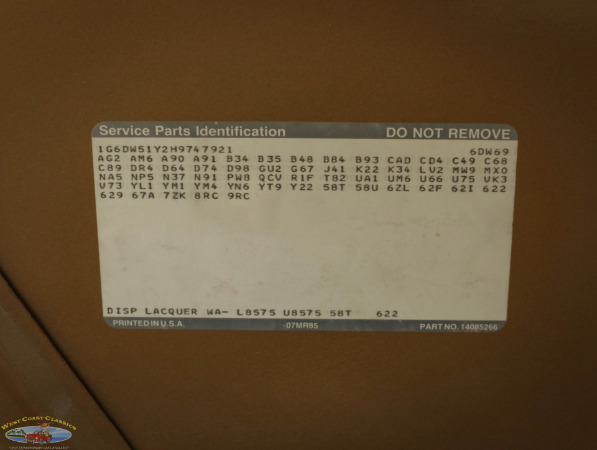 Service Parts Identification DO NOT REMOVE
1G6DW51Y2H9747921 6DW69
AG2 AM6 A90 A91 B34 B35 B48 B84 B93 CAD CD4 C49 C68
C89 DR4 D64 D74 D98 GU2 G67 J41 K22 K34 LV2 MW9 MX0
NA5 NP5 N37 N91 PW8 QCV R1F T82 UA1 UM6 U66 U75 VK3
V73 YL1 YM1 YM4 YN6 YT9 Y22 58T 58U 6ZL 62F 62I 622
629 67A 7ZK 8RC 9RC
DISP LACQUER WA- L8575 U8575 58T 622
PRINTED IN U.S.A. -07MR85 PART NO. 14085266
WEST COAST CLASSICS